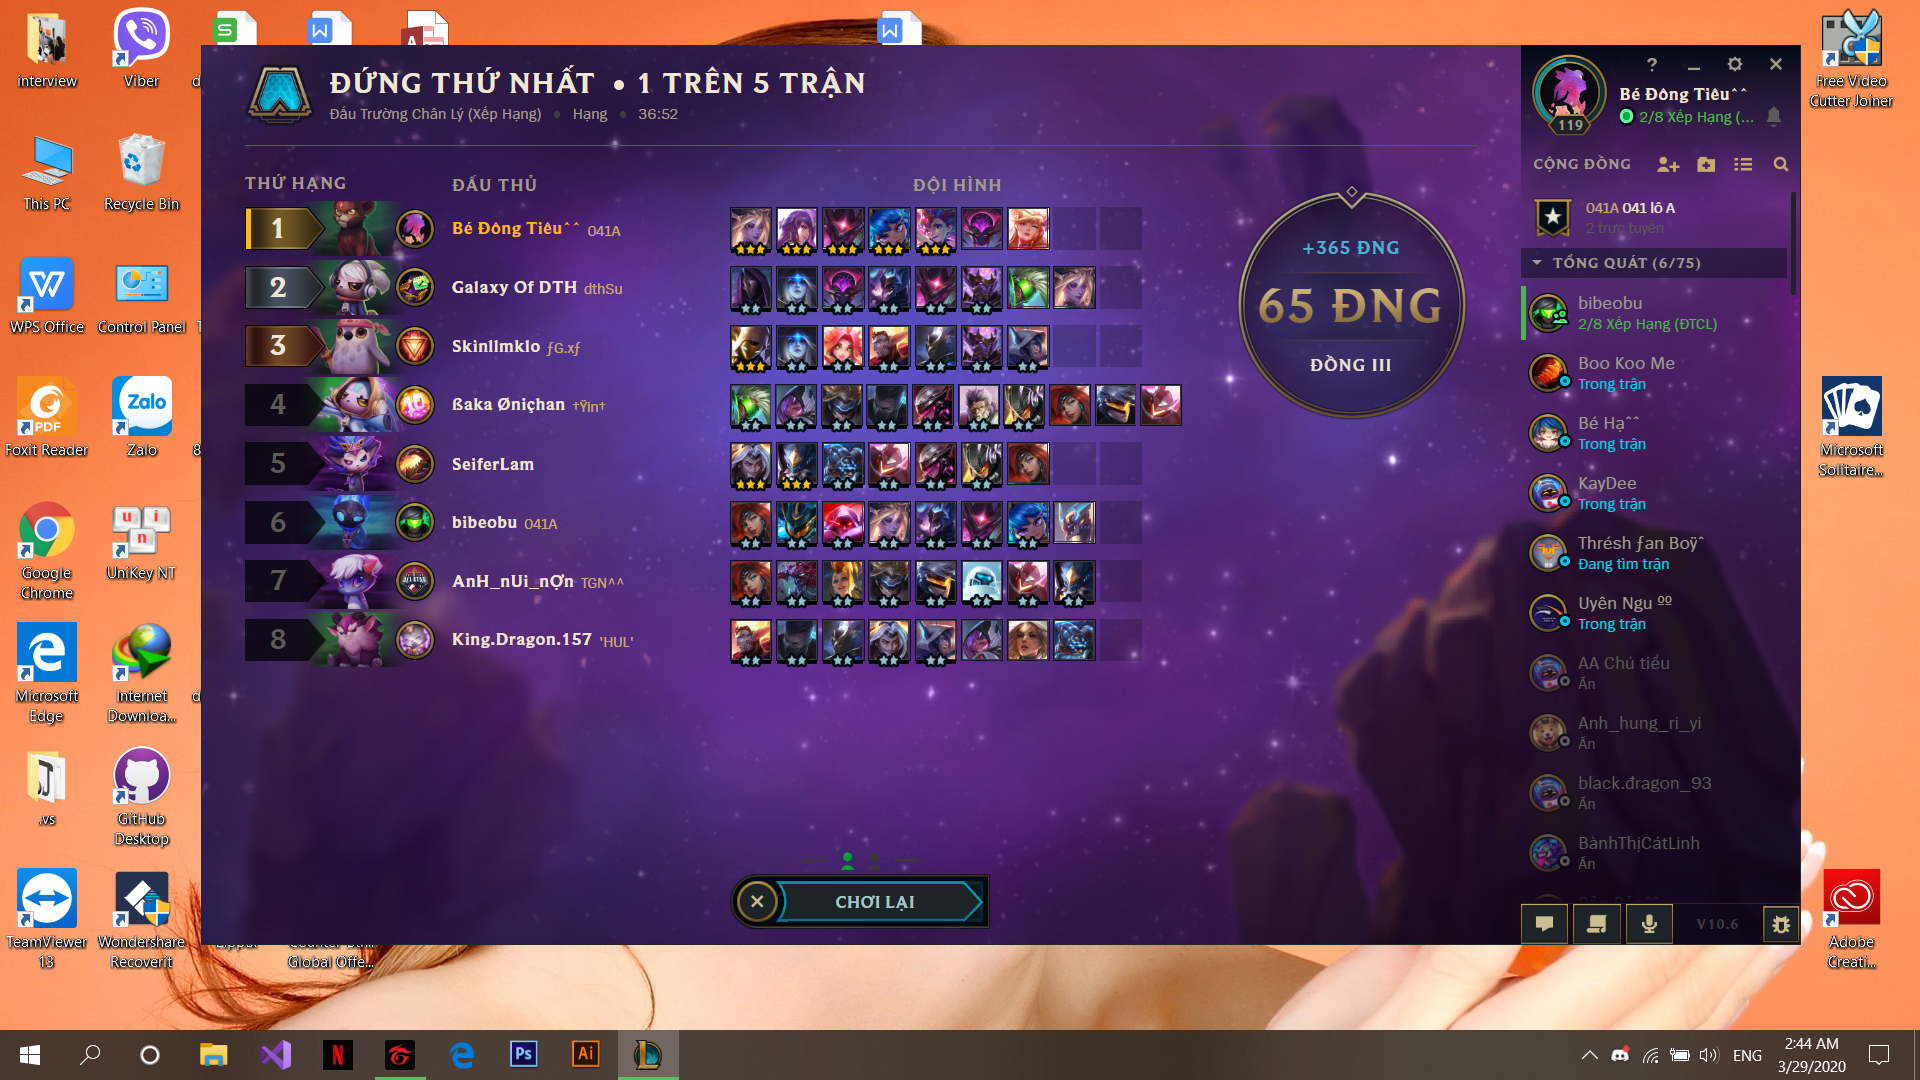 interview
Viber
Free Video
Cutter Joiner
This PC
Recycle Bin
WPS Office
Control Panel
Foxit Reader
Zalo
Microsoft
Solitaire...
Google
Chrome
UniKey NT
Microsoft
Edge
Internet
Downloa...
.vs
GitHub
Desktop
TeamViewer
13
Wondershare
Recoverit
Global Offe...
Adobe
Creati...
ĐỨNG THỨ NHẤT • 1 TRÊN 5 TRẬN
Đấu Trường Chân Lý (Xếp Hạng) • Hạng • 36:52
THỨ HẠNG
ĐẤU THỦ
ĐỘI HÌNH
1 Bé Đông Tiêu^^ 041A
2 Galaxy Of DTH dthSu
3 Skinllmklo ƒG.xƒ
4 ßaka Øniçhan †Ÿin†
5 SeiferLam
6 bibeobu 041A
7 AnH_nUi_nỢn TGN^^
8 King.Dragon.157 'HUL'
+365 ĐNG
65 ĐNG
ĐỒNG III
CHƠI LẠI
Bé Đông Tiêu^^
119
2/8 Xếp Hạng (...
CỘNG ĐỒNG
041A 041 lô A
2 trực tuyến
TỔNG QUÁT (6/75)
bibeobu
2/8 Xếp Hạng (ĐTCL)
Boo Koo Me
Trong trận
Bé Hạ^^
Trong trận
KayDee
Trong trận
Thrésh ƒan Boÿˆ
Đang tìm trận
Uyên Ngu ºº
Trong trận
AA Chú tiểu
Ẩn
Anh_hung_ri_yi
Ẩn
black.đragon_93
Ẩn
BànhThịCátLinh
Ẩn
V10.6
ENG
2:44 AM
3/29/2020